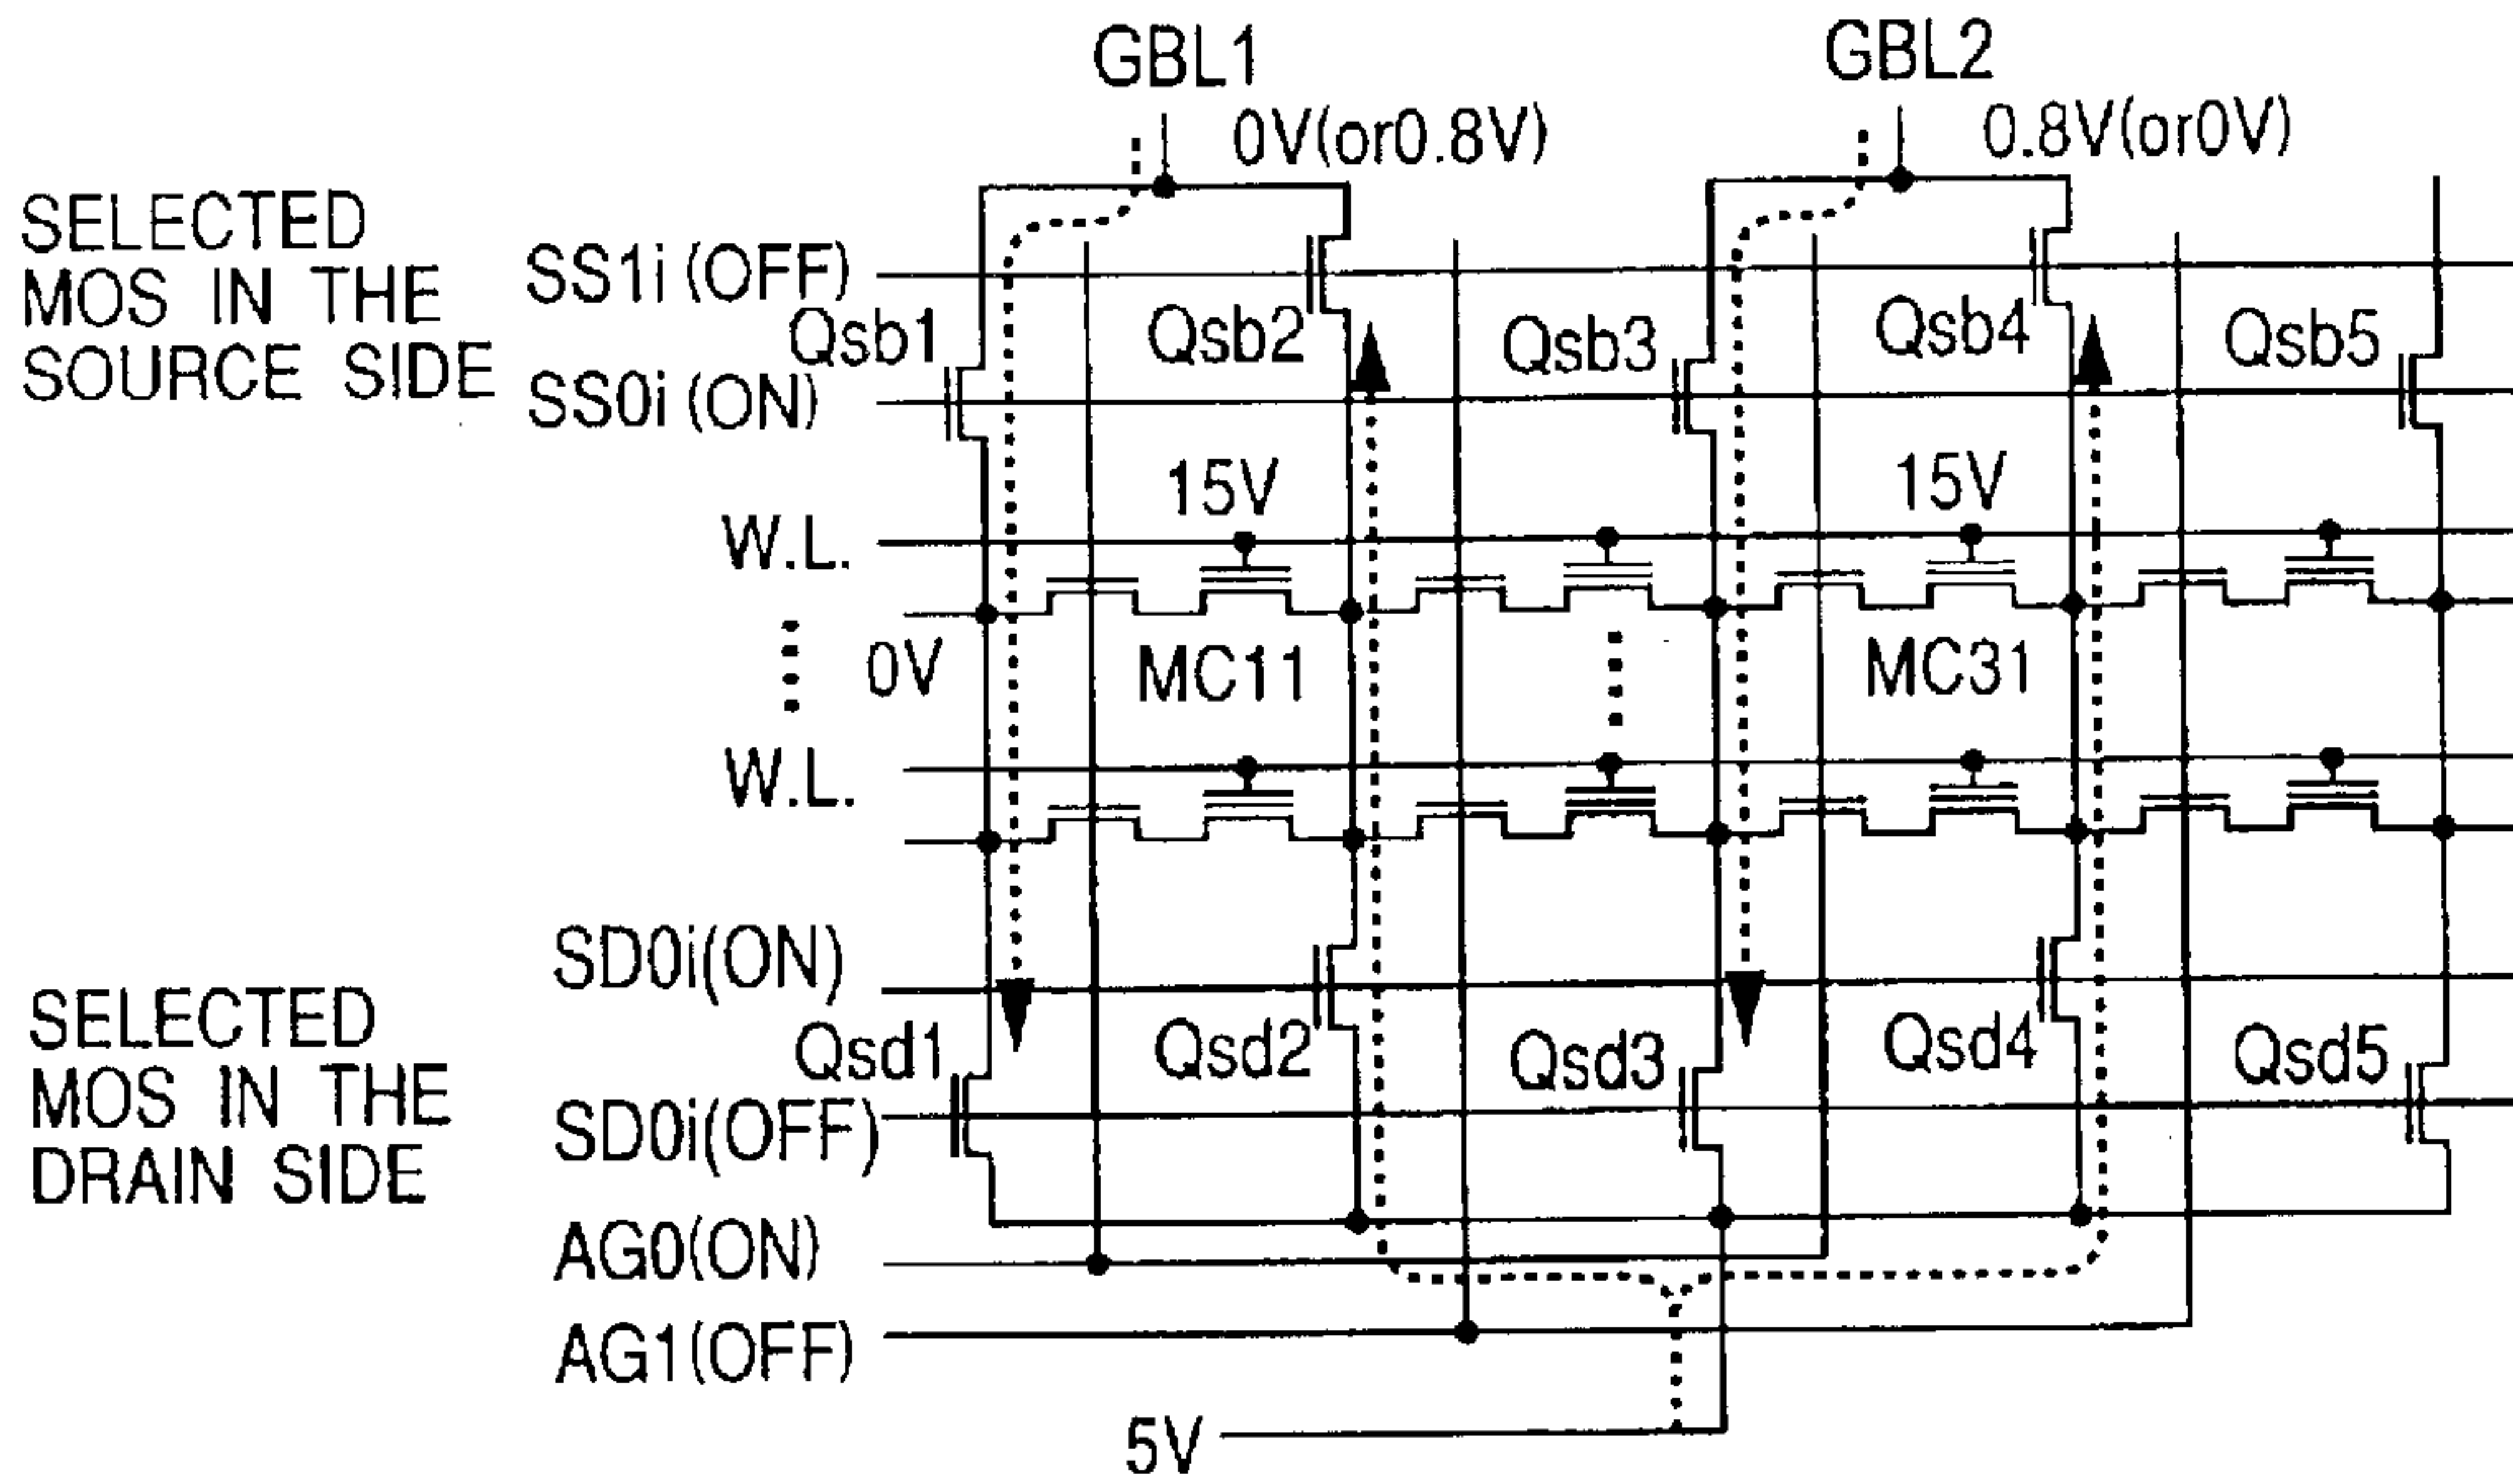 GBL1
GBL2
0V(or0.8V)
0.8V(or0V)
SELECTED
MOS IN THE
SOURCE SIDE
SS1i (OFF)
Qsb1
Qsb2
Qsb3
Qsb4
Qsb5
SS0i (ON)
15V
15V
W.L.
0V
MC11
MC31
W.L.
SD0i(ON)
SELECTED
MOS IN THE
DRAIN SIDE
Qsd1
Qsd2
Qsd3
Qsd4
Qsd5
SD0i(OFF)
AG0(ON)
AG1(OFF)
5V